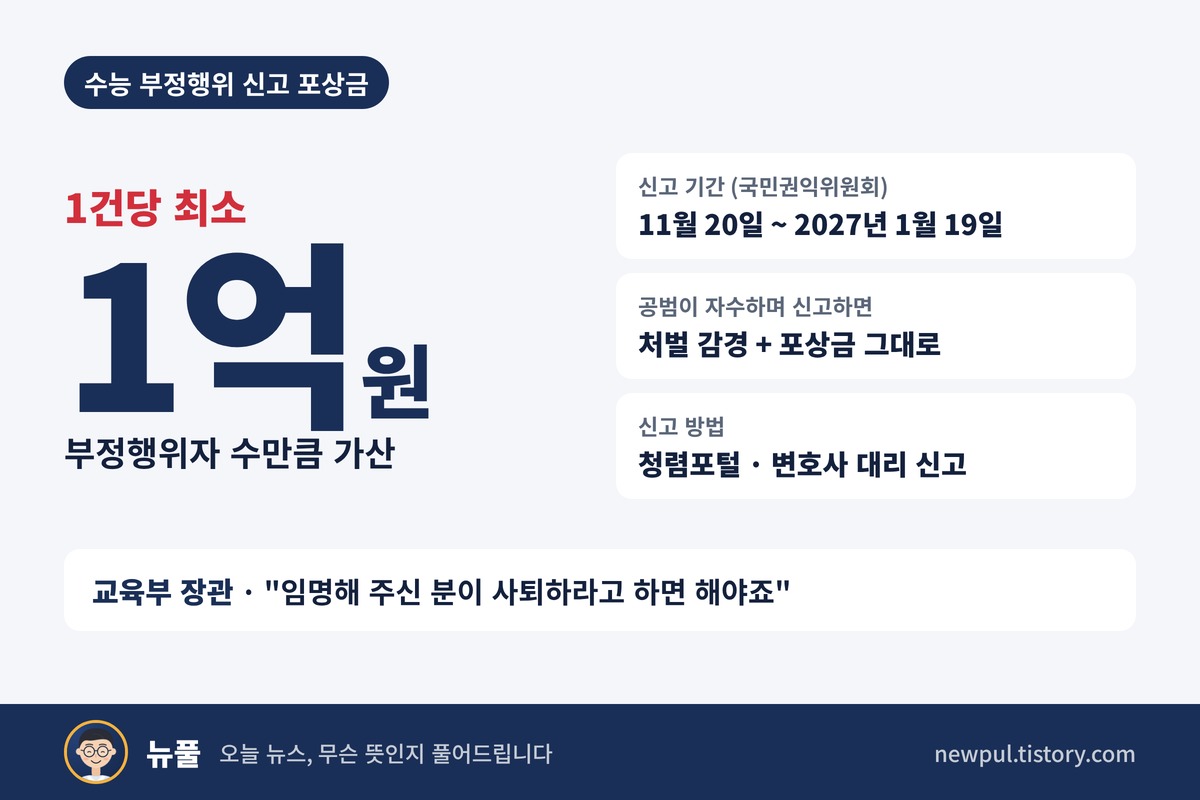 수능 부정행위 신고 포상금
1건당 최소
1억원
부정행위자 수만큼 가산
신고 기간 (국민권익위원회)
11월 20일 ~ 2027년 1월 19일
공범이 자수하며 신고하면
처벌 감경 + 포상금 그대로
신고 방법
청렴포털 · 변호사 대리 신고
교육부 장관 · "임명해 주신 분이 사퇴하라고 하면 해야죠"
뉴풀 오늘 뉴스, 무슨 뜻인지 풀어드립니다
newpul.tistory.com